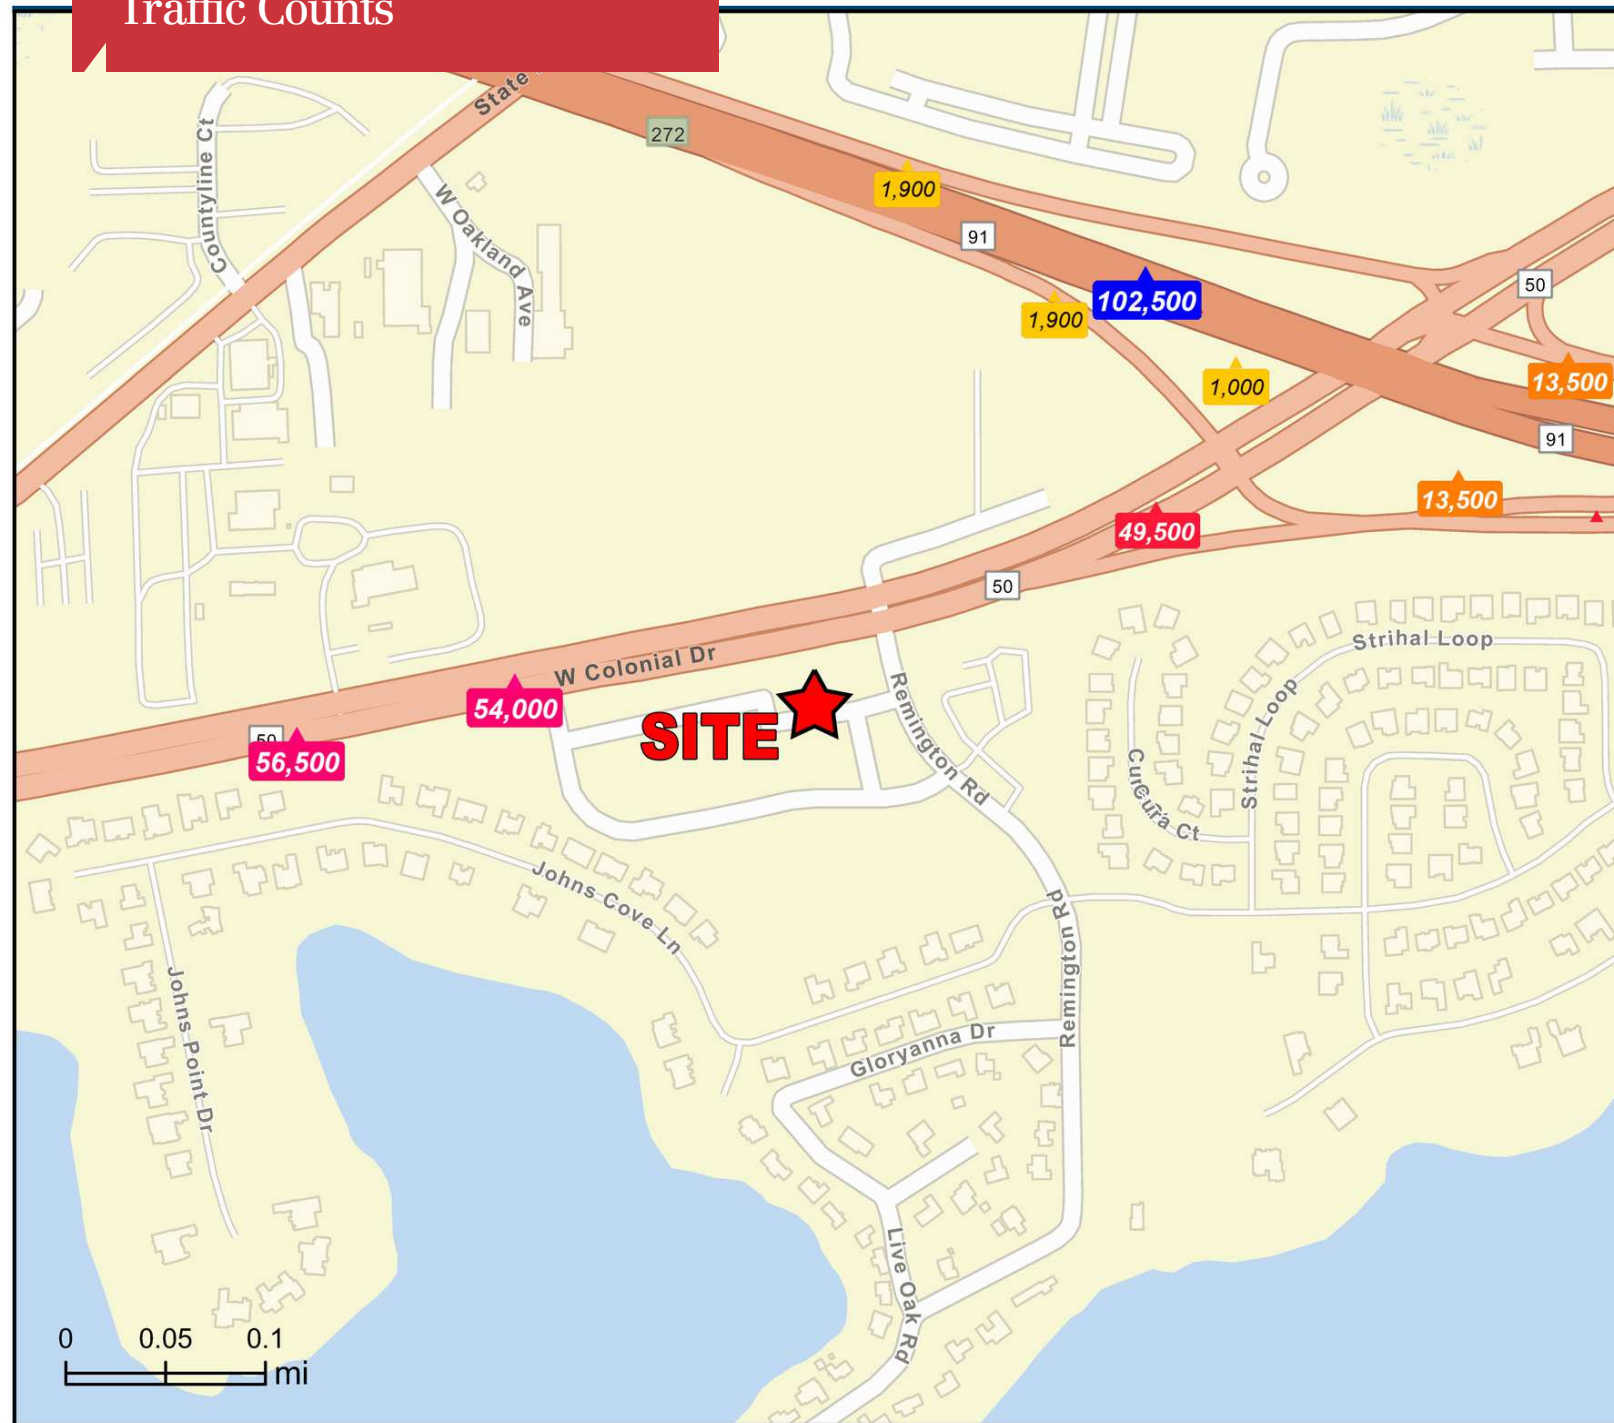 Traffic Counts
State
272
Countyline Ct
W Oakland Ave
1,900
91
102,500
1,900
50
1,000
13,500
91
13,500
49,500
50
W Colonial Dr
54,000
SITE
50
56,500
Remington Rd
Strihal Loop
Strihal Loop
Cucura Ct
Johns Cove Ln
Remington Rd
Johns Point Dr
Gloryanna Dr
Live Oak Rd
0 0.05 0.1
mi